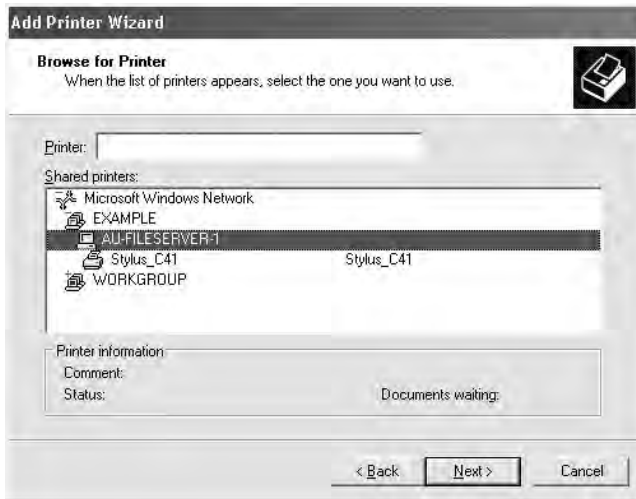 Add Printer Wizard
Browse for Printer
When the list of printers appears, select the one you want to use.
Printer:
Shared printers:
Microsoft Windows Network
EXAMPLE
AU-FILESERVER-1
Stylus_C41 Stylus_C41
WORKGROUP
Printer information
Comment:
Status: Documents waiting:
< Back Next > Cancel